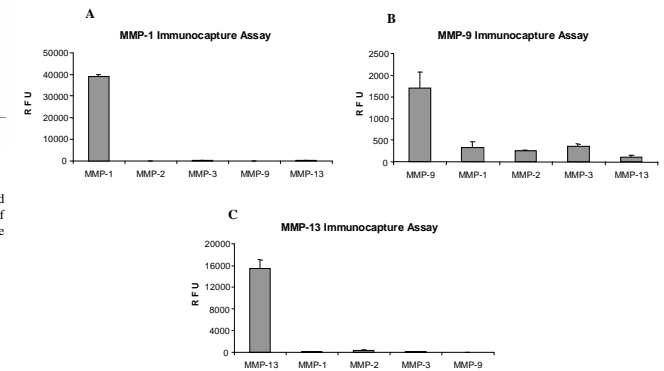 A
MMP-1 Immunocapture Assay
50000
40000
30000
20000
10000
0
RFU
MMP-1 MMP-2 MMP-3 MMP-9 MMP-13
B
MMP-9 Immunocapture Assay
2500
2000
1500
1000
500
0
RFU
MMP-9 MMP-1 MMP-2 MMP-3 MMP-13
d
f
e
C
MMP-13 Immunocapture Assay
20000
16000
12000
8000
4000
0
RFU
MMP-13 MMP-1 MMP-2 MMP-3 MMP-9